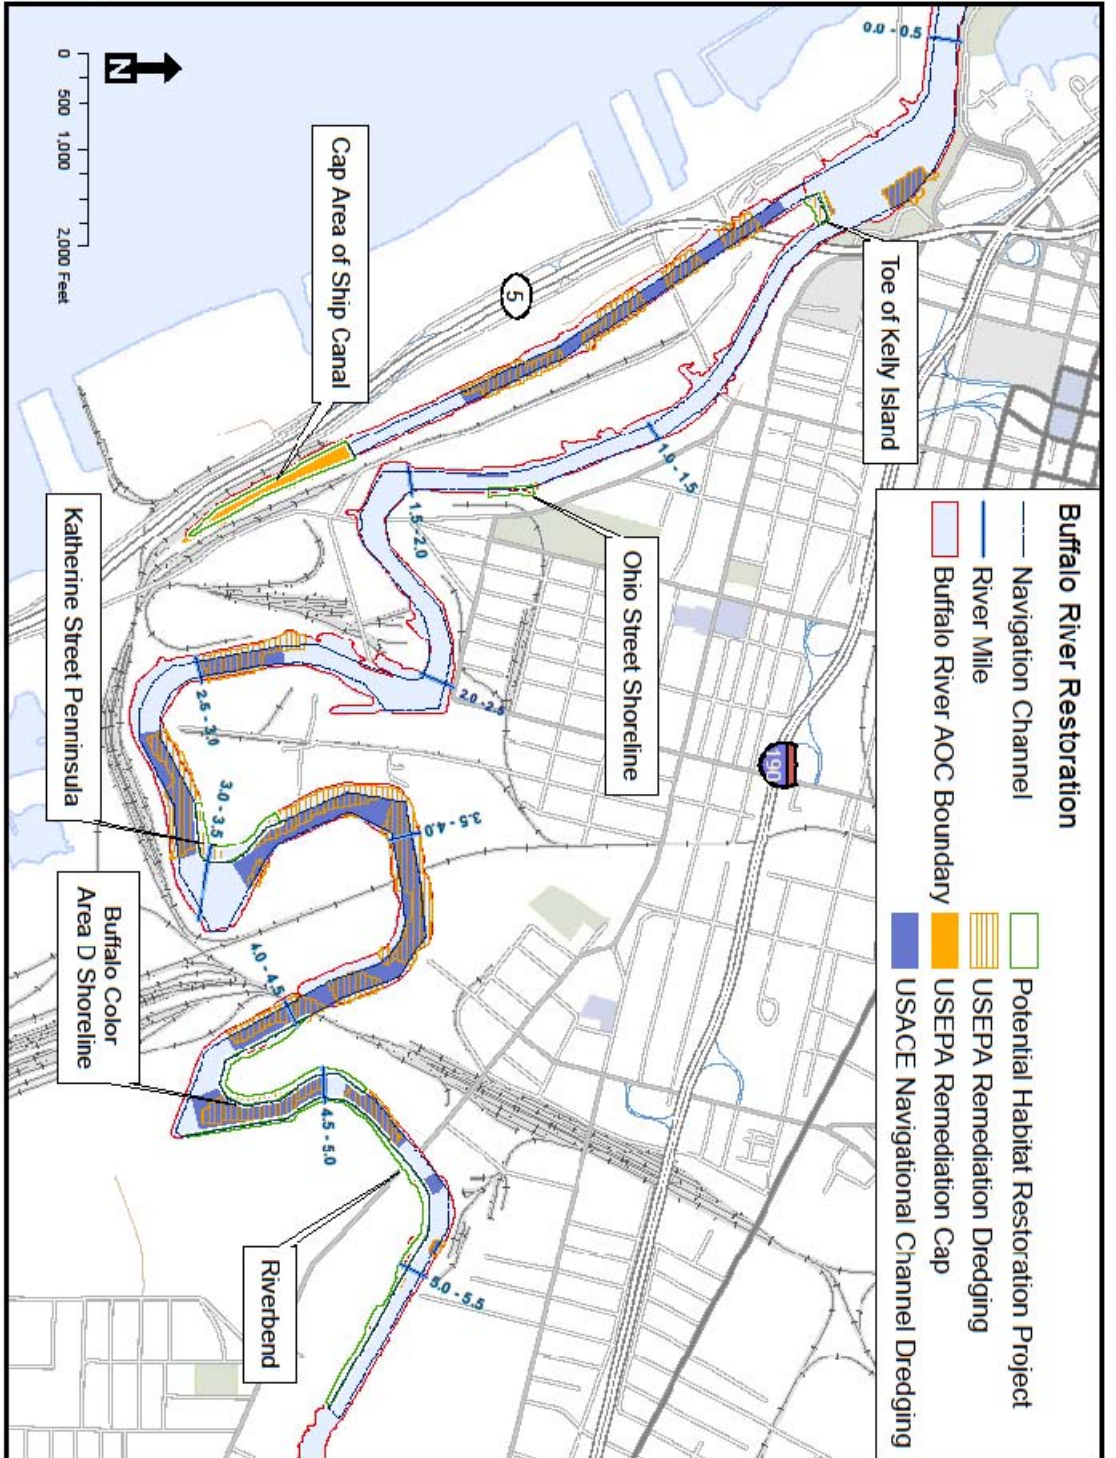 Buffalo River Restoration
Navigation Channel
River Mile
Buffalo River AOC Boundary
Potential Habitat Restoration Project
USEPA Remediation Dredging
USEPA Remediation Cap
USACE Navigational Channel Dredging
0.0 - 0.5
Toe of Kelly Island
1.0 - 1.5
Ohio Street Shoreline
1.5 - 2.0
2.0 - 2.5
190
5
Cap Area of Ship Canal
2.5 - 3.0
3.0 - 3.5
3.5 - 4.0
Katherine Street Penninsula
4.0 - 4.5
Buffalo Color
Area D Shoreline
4.5 - 5.0
5.0 - 5.5
Riverbend
N
0 500 1,000 2,000 Feet